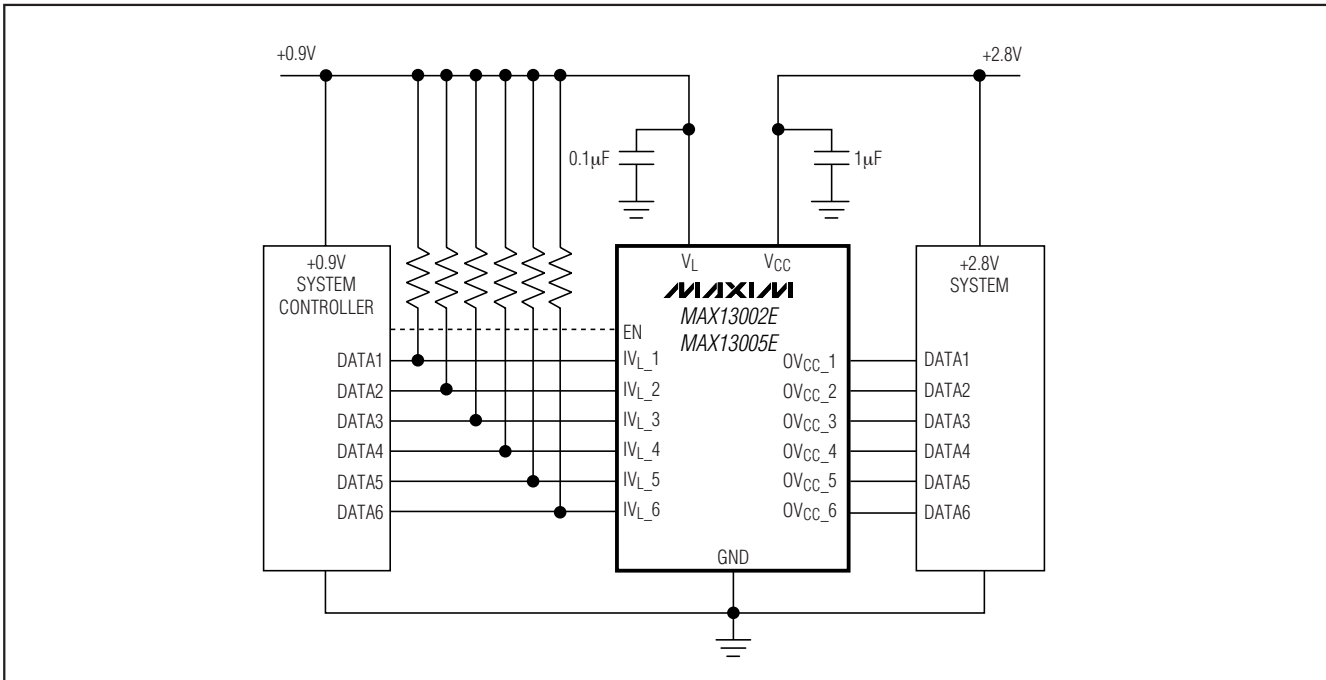 +0.9V
+2.8V
0.1µF
1µF
+0.9V
SYSTEM
CONTROLLER
DATA1
DATA2
DATA3
DATA4
DATA5
DATA6
VL
VCC
MAXIM
MAX13002E
MAX13005E
EN
IVL_1
IVL_2
IVL_3
IVL_4
IVL_5
IVL_6
OVCC_1
OVCC_2
OVCC_3
OVCC_4
OVCC_5
OVCC_6
GND
+2.8V
SYSTEM
DATA1
DATA2
DATA3
DATA4
DATA5
DATA6